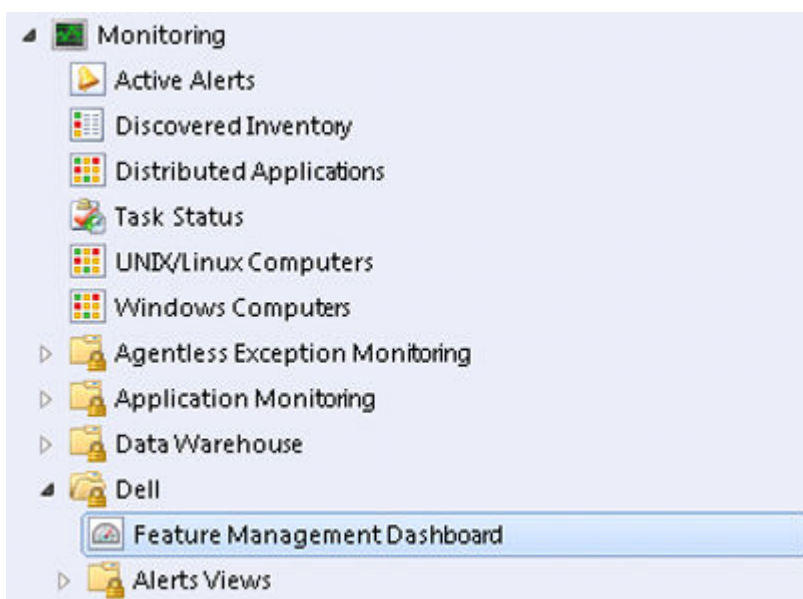 Monitoring
Active Alerts
Discovered Inventory
Distributed Applications
Task Status
UNIX/Linux Computers
Windows Computers
Agentless Exception Monitoring
Application Monitoring
Data Warehouse
Dell
Feature Management Dashboard
Alerts Views